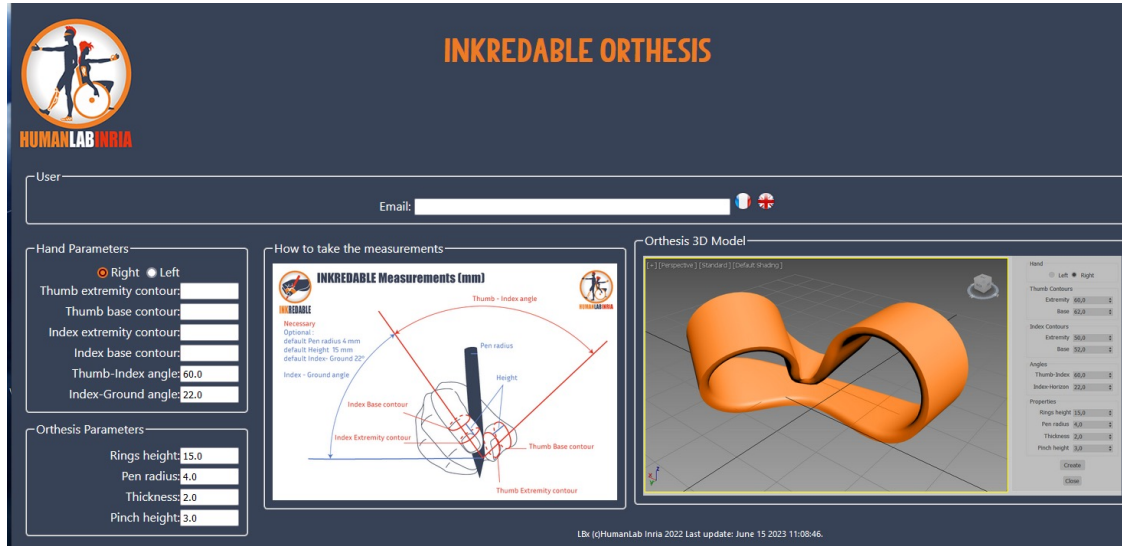 INKREDABLE ORTHESIS
HUMANLABINRIA
User
Email:
Hand Parameters
Right Left
Thumb extremity contour:
Thumb base contour:
Index extremity contour:
Index base contour:
Thumb-Index angle: 60.0
Index-Ground angle: 22.0
Orthesis Parameters
Rings height: 15.0
Pen radius: 4.0
Thickness: 2.0
Pinch height: 3.0
How to take the measurements
INKREDABLE Measurements (mm)
INKREDABLE
HUMANLABINRIA
Thumb - Index angle
Necessary
Optional :
default Pen radius 4 mm
default Height 15 mm
default Index- Ground 22°
Index - Ground angle
Pen radius
Height
Index Base contour
Index Extremity contour
Thumb Base contour
Thumb Extremity contour
Orthesis 3D Model
[+] [Perspective ] [Standard ] [Default Shading ]
z
x
y
Hand
Left Right
Thumb Contours
Extremity 60,0
Base 62,0
Index Contours
Extremity 50,0
Base 52,0
Angles
Thumb-Index 60,0
Index-Horizon 22,0
Properties
Rings height 15,0
Pen radius 4,0
Thickness 2,0
Pinch height 3,0
Create
Close
LBx (c)HumanLab Inria 2022 Last update: June 15 2023 11:08:46.